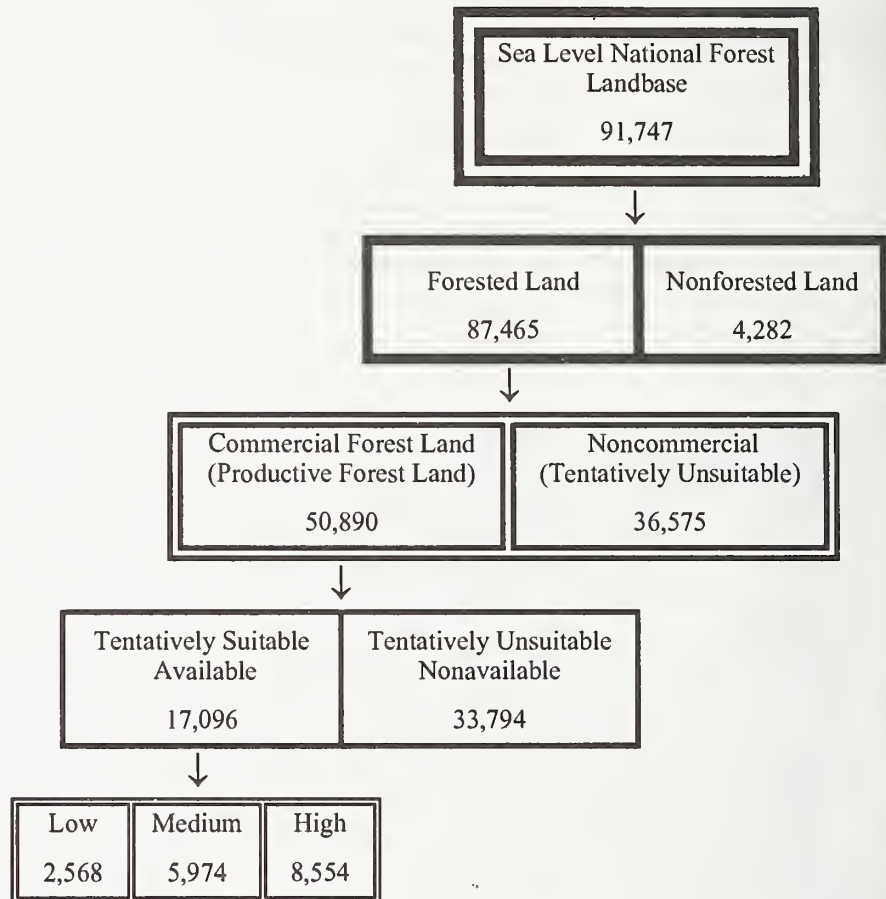 Sea Level National Forest
Landbase
91,747
Forested Land
87,465
Nonforested Land
4,282
Commercial Forest Land
(Productive Forest Land)
50,890
Noncommercial
(Tentatively Unsuitable)
36,575
Tentatively Suitable
Available
17,096
Tentatively Unsuitable
Nonavailable
33,794
Low
2,568
Medium
5,974
High
8,554